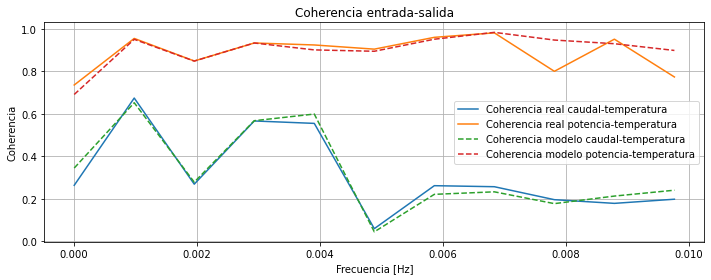 Coherencia entrada-salida
Coherencia
1.0
0.8
0.6
0.4
0.2
0.0
Coherencia real caudal-temperatura
Coherencia real potencia-temperatura
Coherencia modelo caudal-temperatura
Coherencia modelo potencia-temperatura
0.000 0.002 0.004 0.006 0.008 0.010
Frecuencia [Hz]